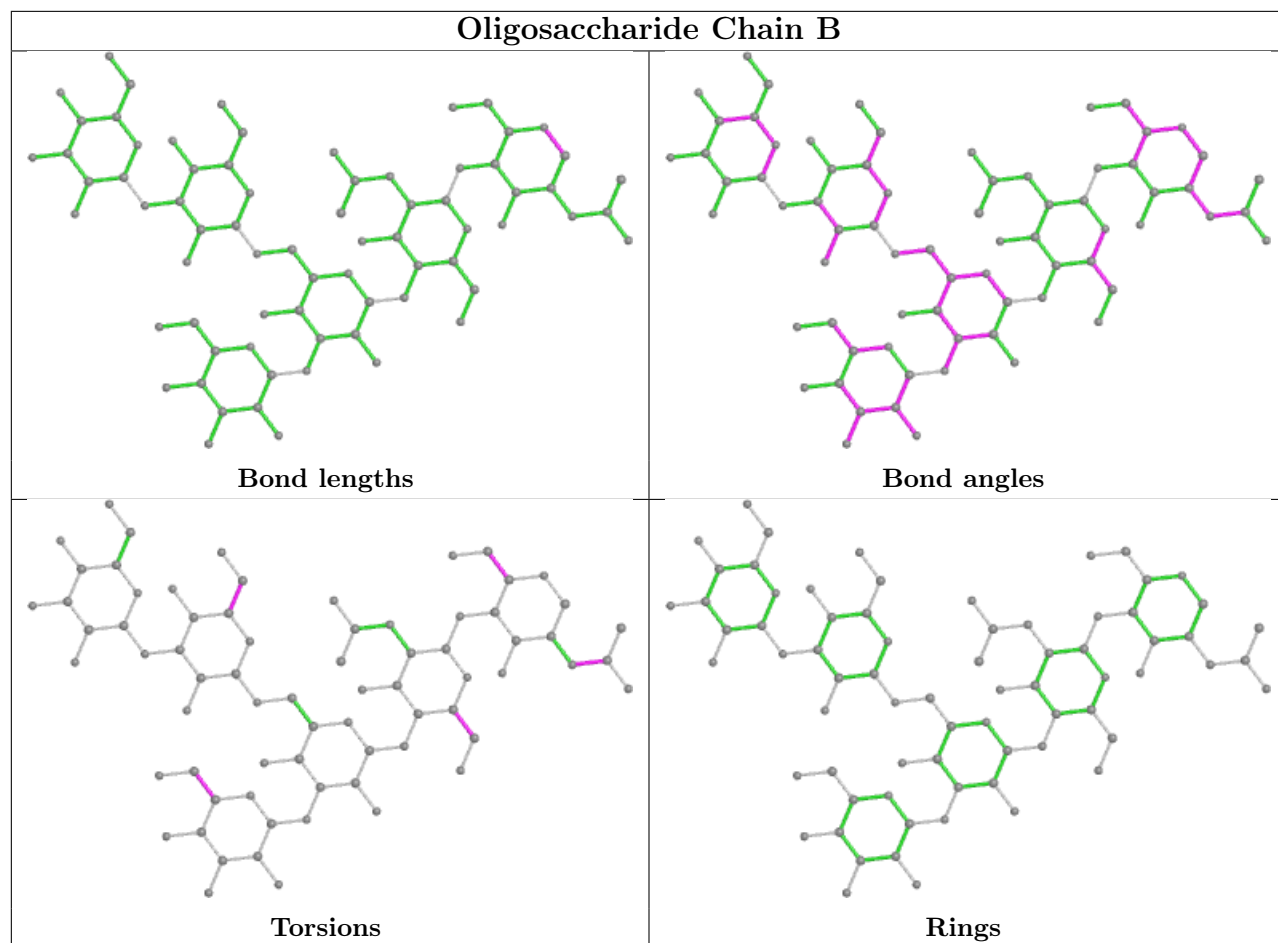 Oligosaccharide Chain B
Bond lengths
Bond angles
Torsions
Rings